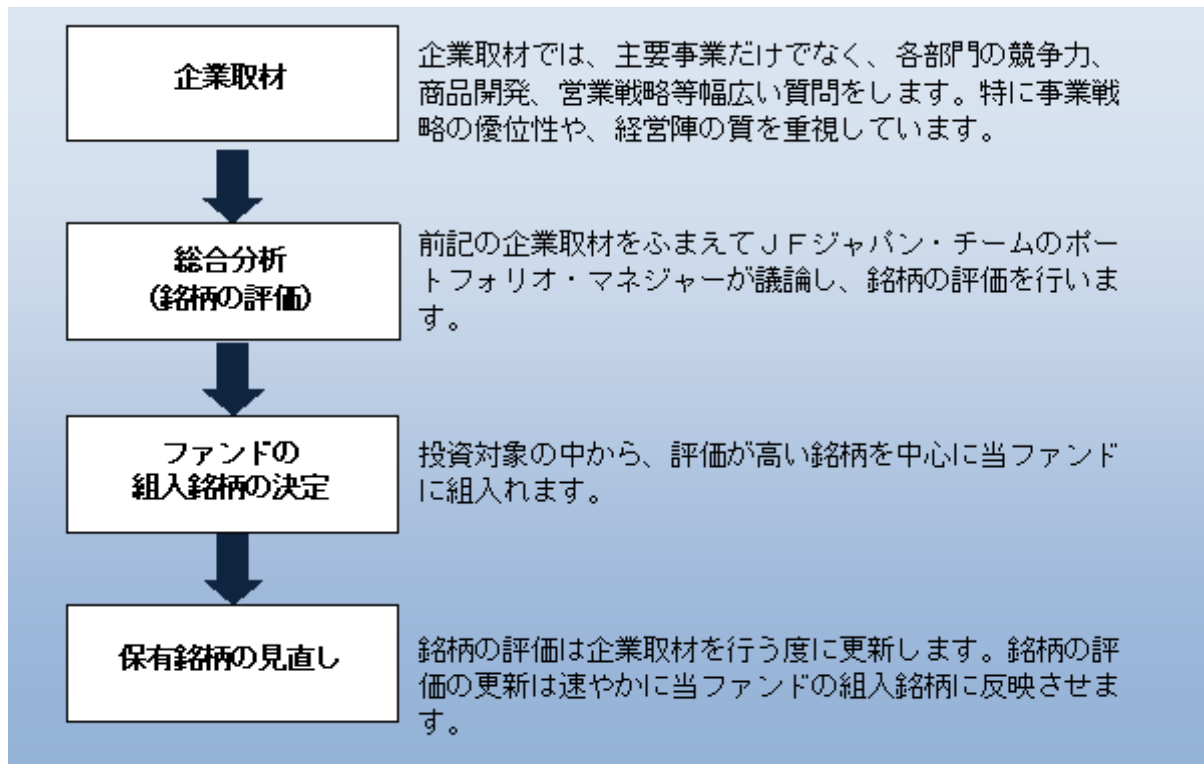 企業取材
企業取材では、主要事業だけでなく、各部門の競争力、
商品開発、営業戦略等幅広い質問をします。特に事業戦
略の優位性や、経営陣の質を重視しています。
総合分析
(銘柄の評価)
前記の企業取材をふまえてＪＦジャパン・チームのポー
トフォリオ・マネジャーが議論し、銘柄の評価を行いま
す。
ファンドの
組入銘柄の決定
投資対象の中から、評価が高い銘柄を中心に当ファンド
に組入れます。
保有銘柄の見直し
銘柄の評価は企業取材を行う度に更新します。銘柄の評
価の更新は速やかに当ファンドの組入銘柄に反映させま
す。